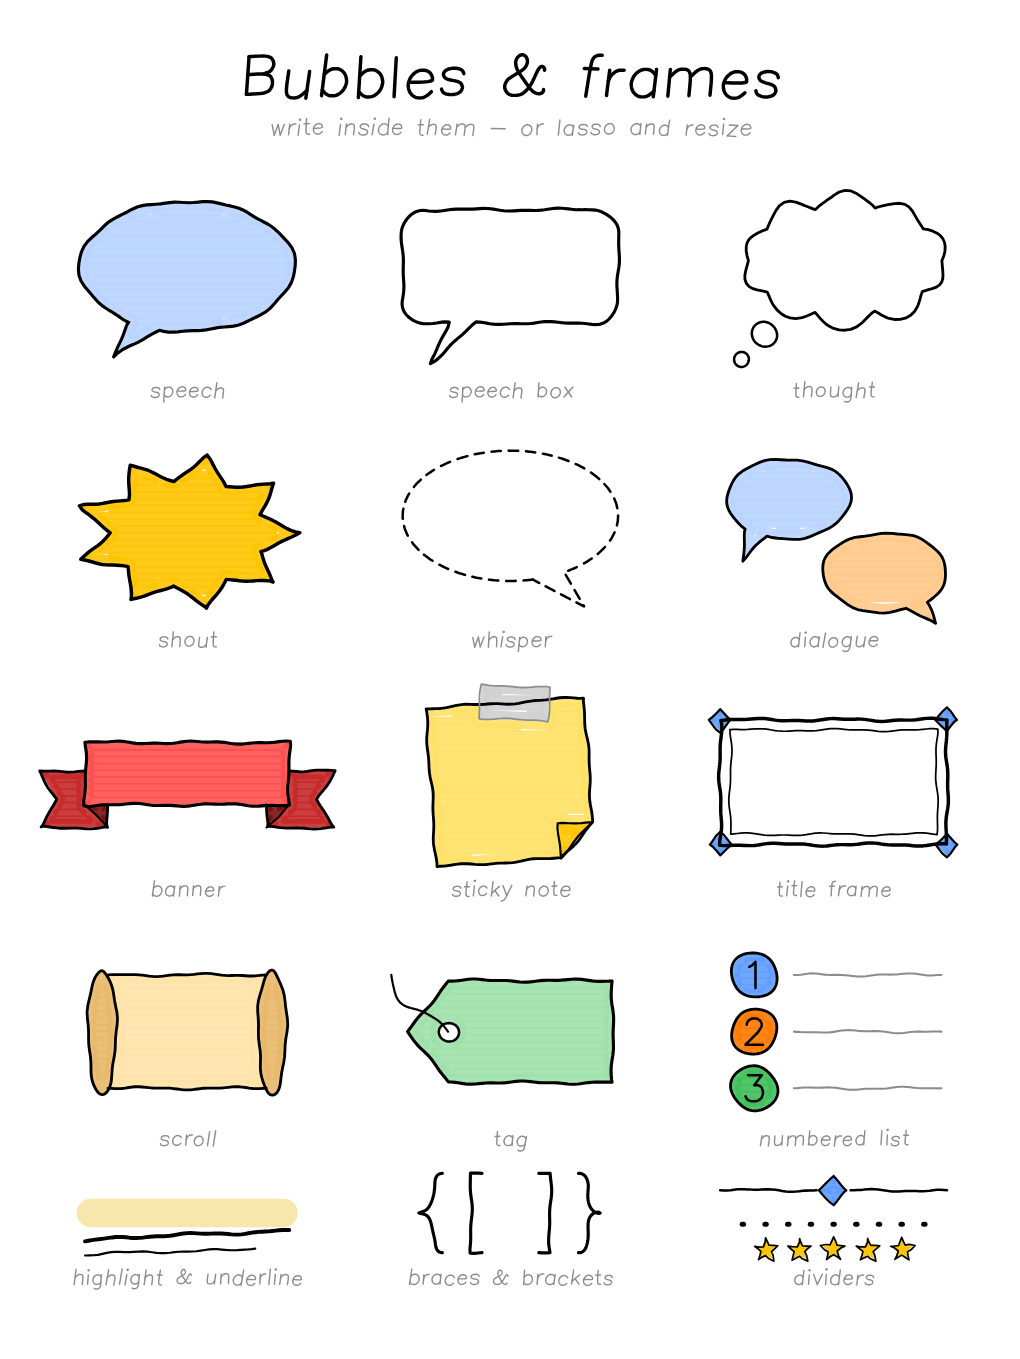 Bubbles & frames
write inside them — or lasso and resize
speech
speech box
thought
shout
whisper
dialogue
banner
sticky note
title frame
1
2
3
scroll
tag
numbered list
{ [ ] }
highlight & underline
braces & brackets
dividers